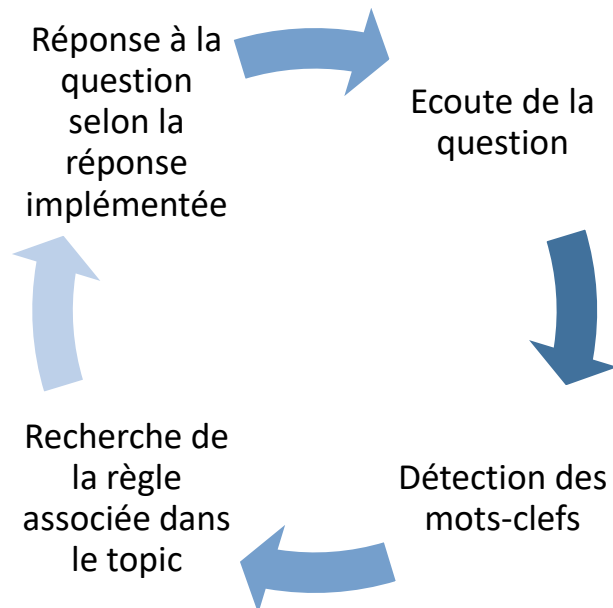 Réponse à la
question
selon la
réponse
implémentée
Ecoute de la
question
Détection des
mots-clefs
Recherche de
la règle
associée dans
le topic